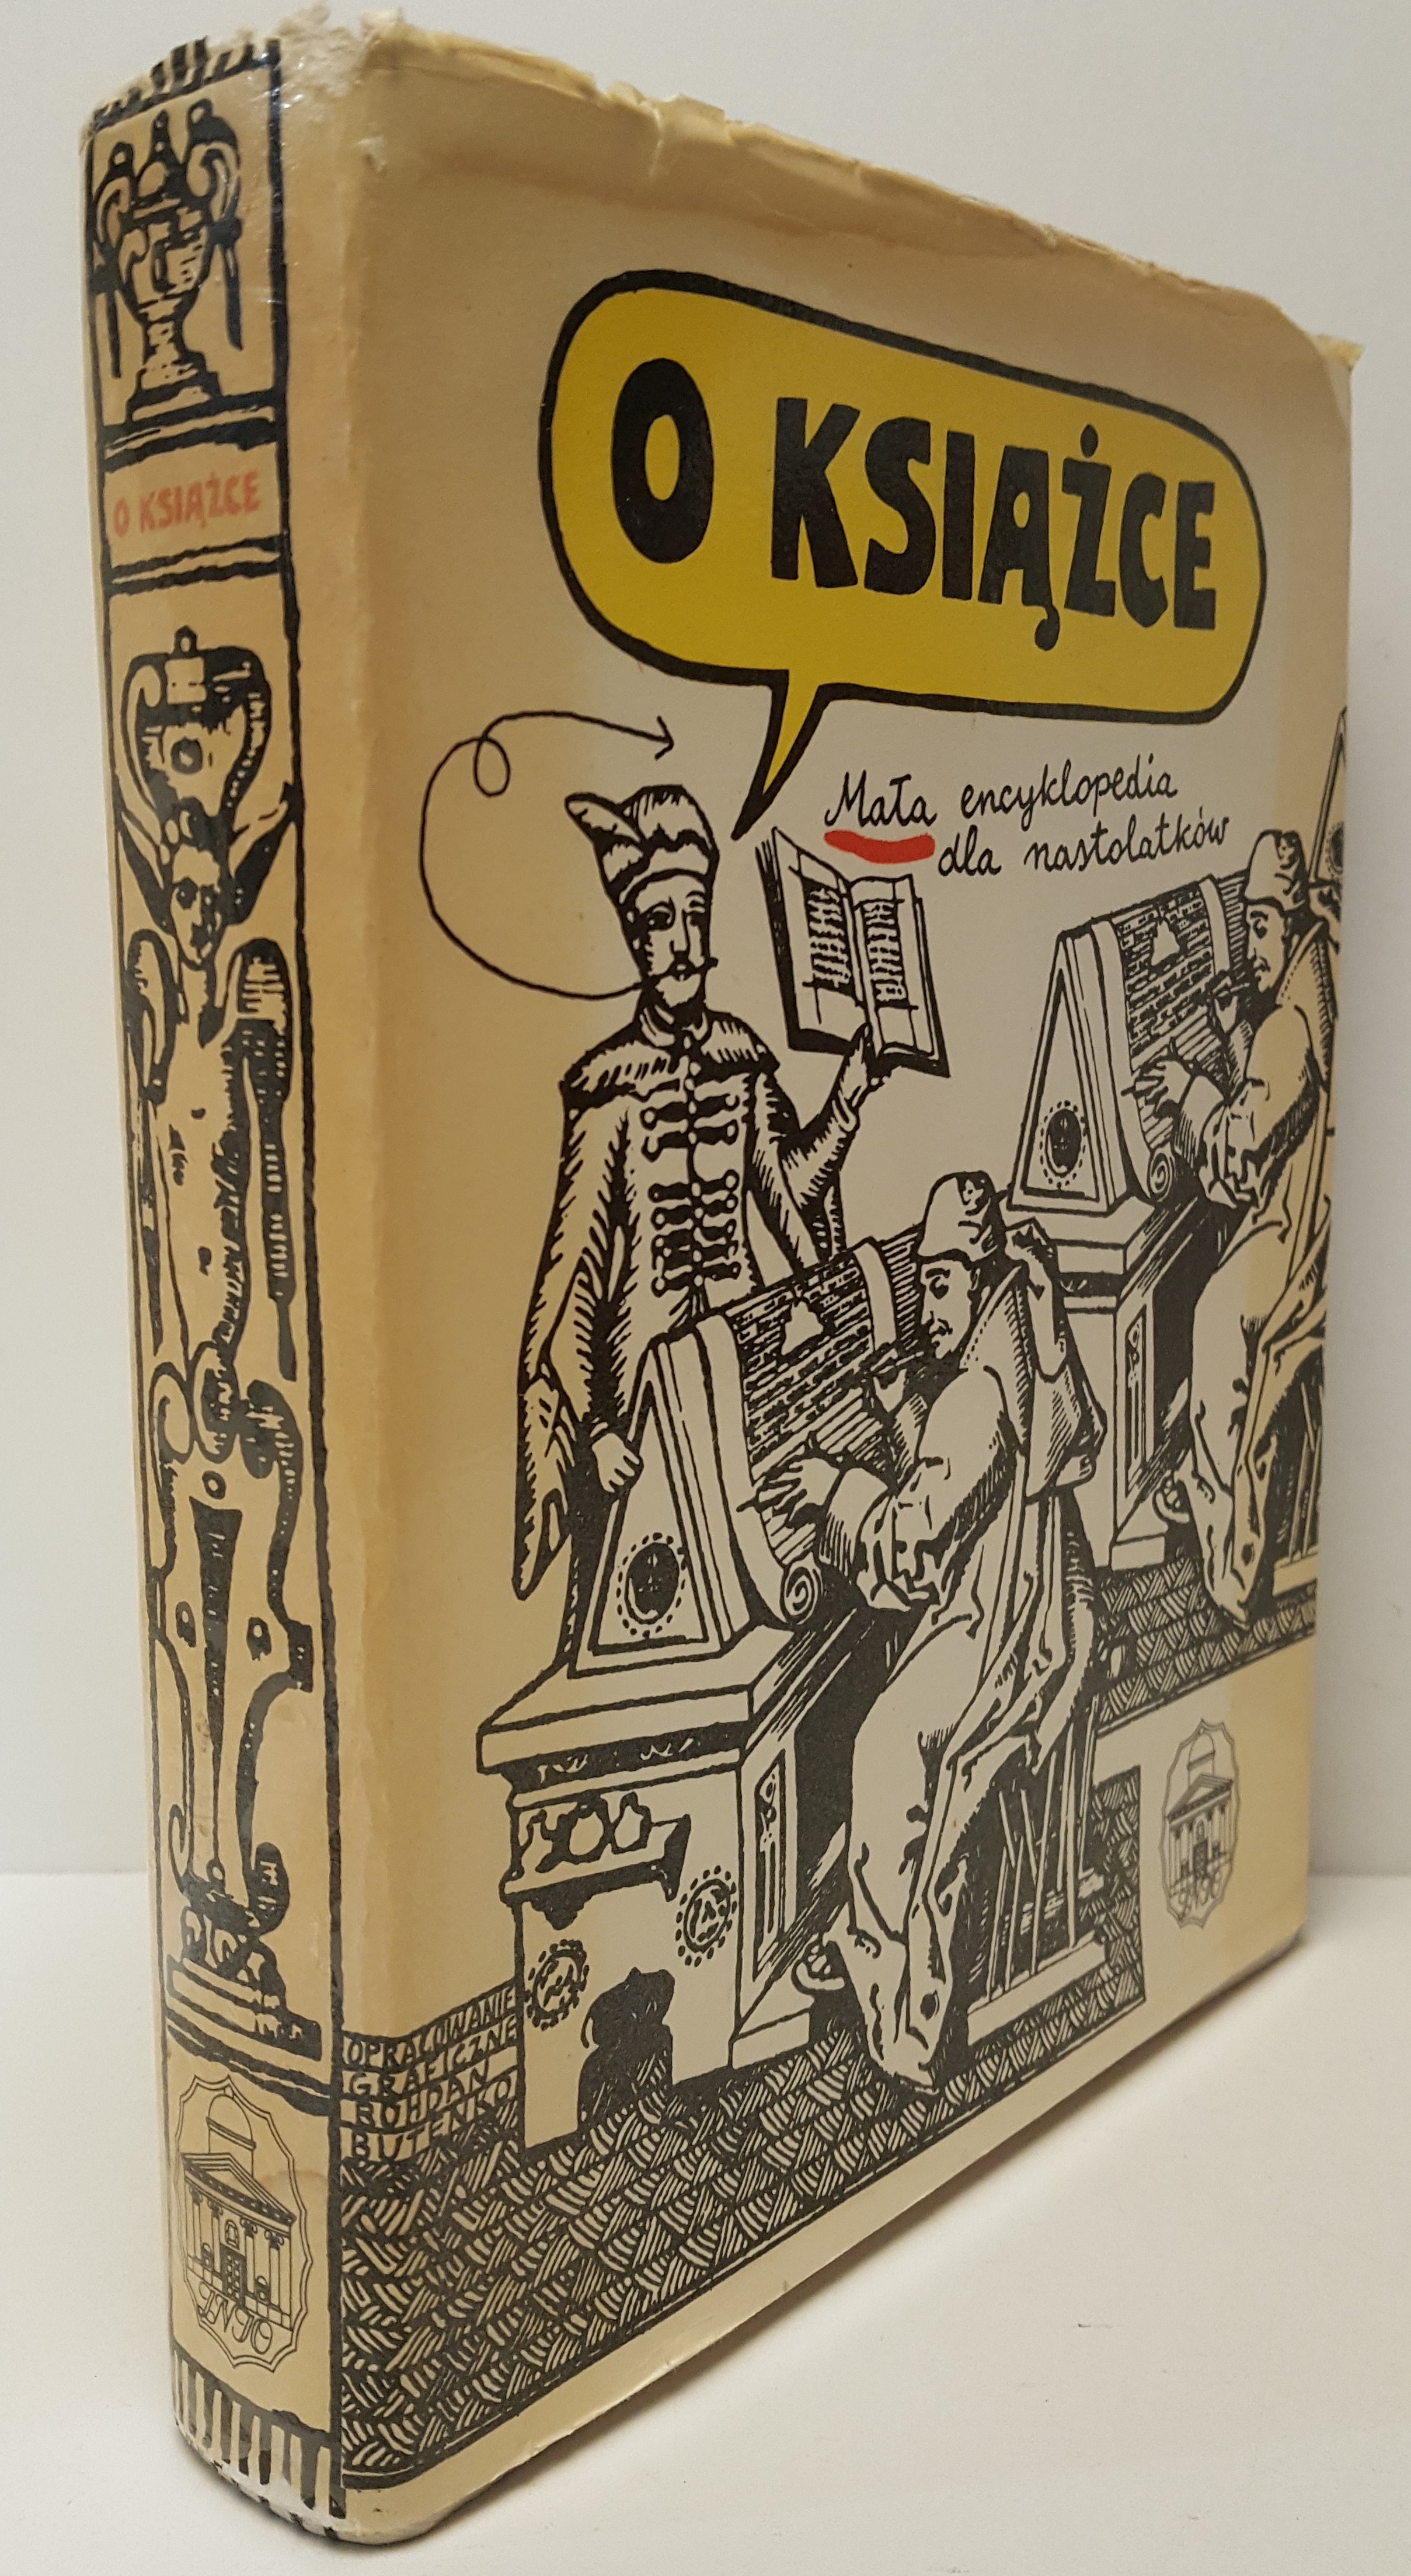 O KSIĄŻCE
O KSIĄŻCE
Mała encyklopedia
dla nastolatków
OPRACOWANIE
GRAFICZNE
BOHDAN
BUTENKO